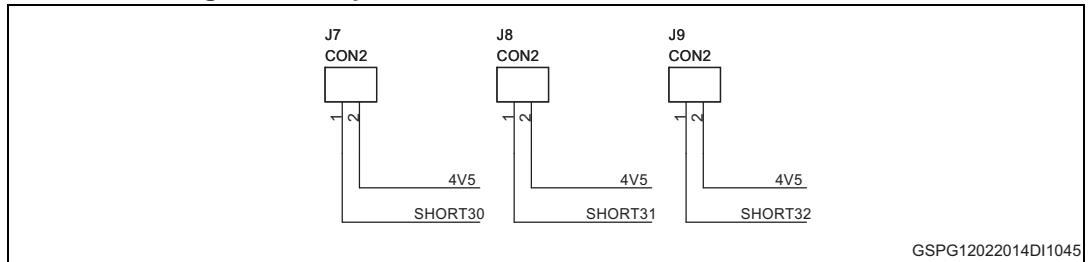 J7 J8 J9
CON2 CON2 CON2
1 2 1 2 1 2
4V5 4V5 4V5
SHORT30 SHORT31 SHORT32
GSPG12022014DI1045